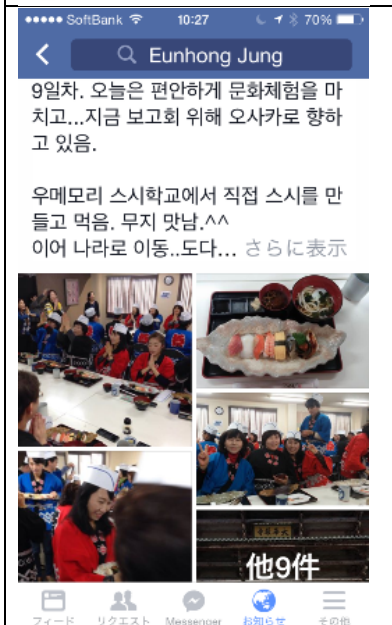 SoftBank 10:27 70%
Eunhong Jung
9일차. 오늘은 편안하게 문화체험을 마
치고...지금 보고회 위해 오사카로 향하
고 있음.
우메모리 스시학교에서 직접 스시를 만
들고 먹음. 무지 맛남.^^
이어 나라로 이동..도다... さらに表示
他9件
フィード リクエスト Messenger お知らせ その他